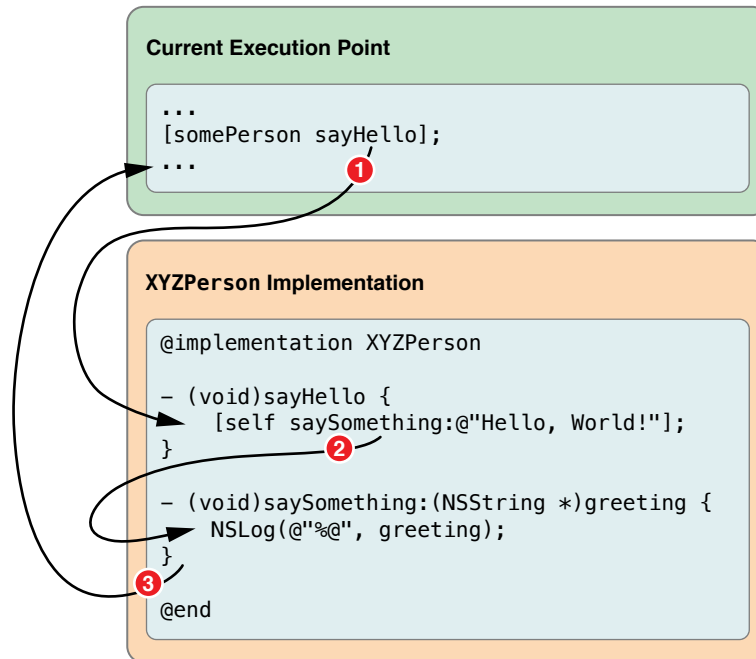 Current Execution Point
...
[somePerson sayHello];
...
1
XYZPerson Implementation
@implementation XYZPerson
– (void)sayHello {
[self saySomething:@"Hello, World!"];
}
2
– (void)saySomething:(NSString *)greeting {
NSLog(@"%@", greeting);
}
3
@end